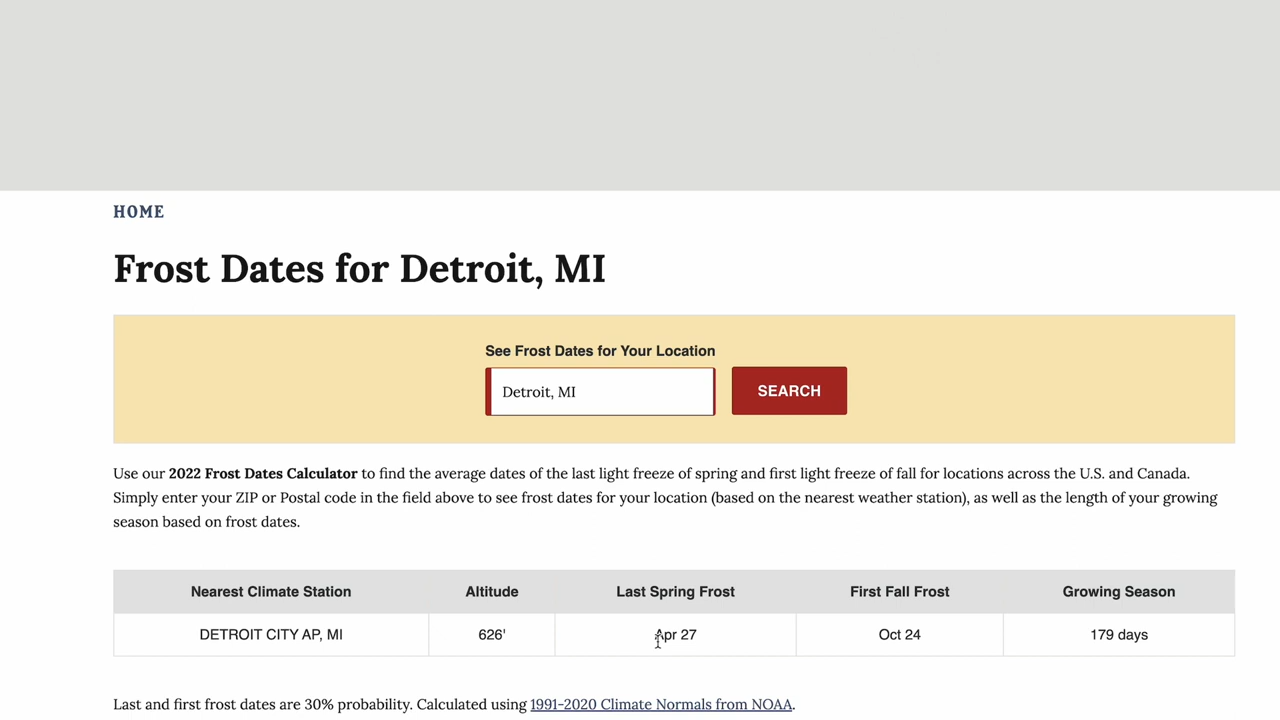 HOME
Frost Dates for Detroit, MI
See Frost Dates for Your Location
Detroit, MI
SEARCH
Use our 2022 Frost Dates Calculator to find the average dates of the last light freeze of spring and first light freeze of fall for locations across the U.S. and Canada.
Simply enter your ZIP or Postal code in the field above to see frost dates for your location (based on the nearest weather station), as well as the length of your growing
season based on frost dates.
Nearest Climate Station Altitude Last Spring Frost First Fall Frost Growing Season
DETROIT CITY AP, MI 626' Apr 27 Oct 24 179 days
Last and first frost dates are 30% probability. Calculated using 1991-2020 Climate Normals from NOAA.